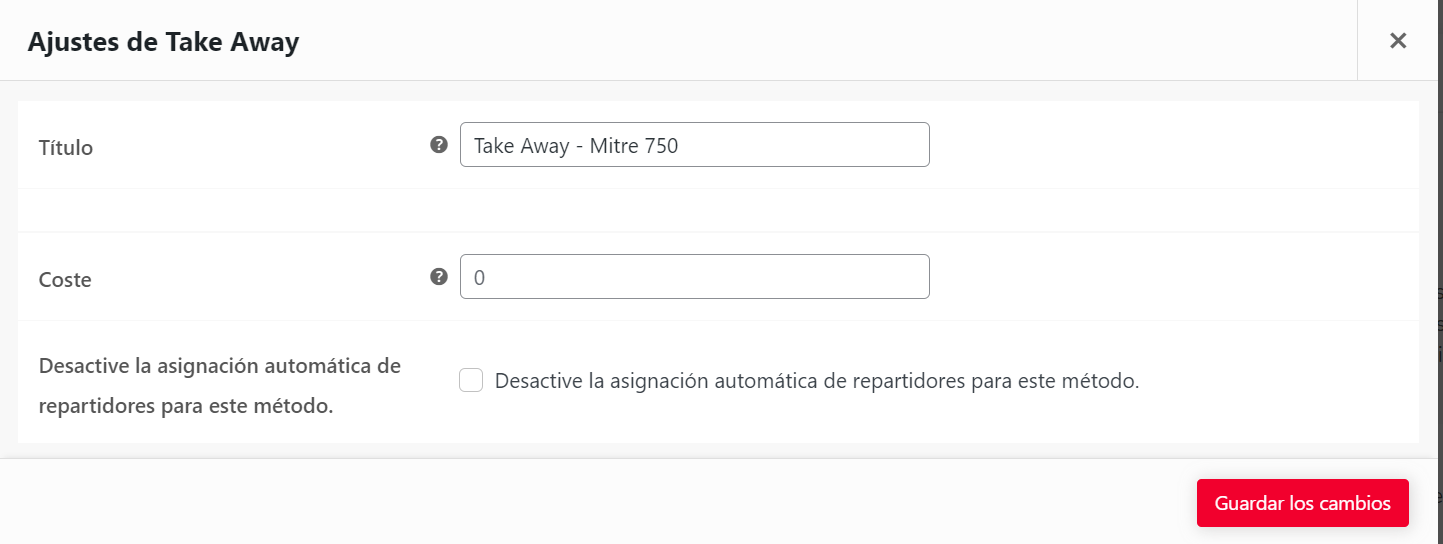 Ajustes de Take Away
Título
Take Away - Mitre 750
Coste
0
Desactive la asignación automática de
repartidores para este método.
Desactive la asignación automática de repartidores para este método.
Guardar los cambios